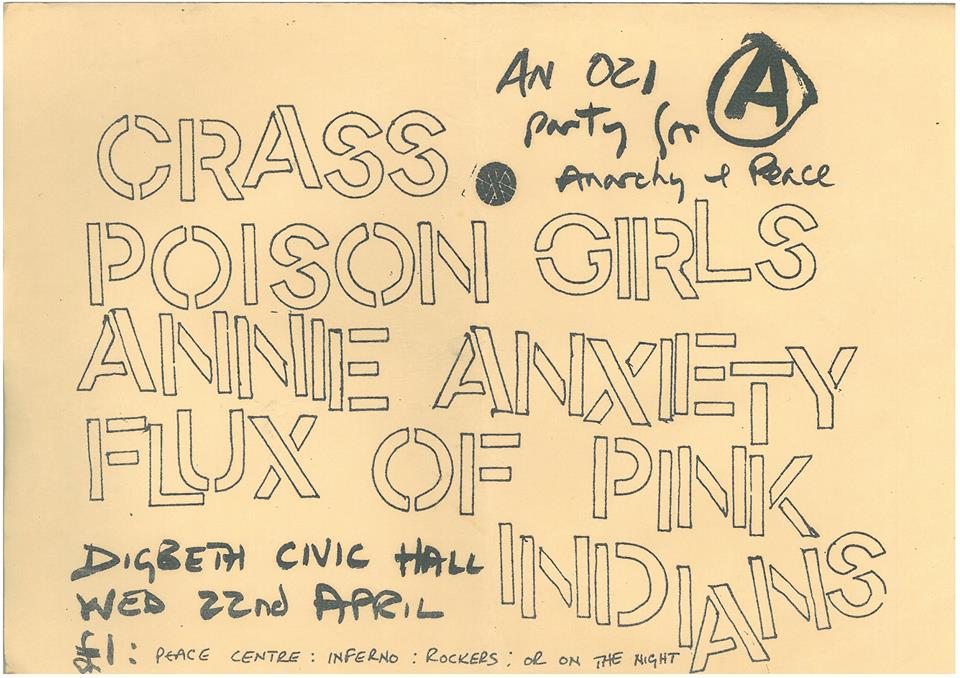 AN 021
party for
Anarchy & Peace
CRASS
POISON GIRLS
ANNIE ANXIETY
FLUX OF PINK
INDIANS
DIGBETH CIVIC HALL
WED 22nd APRIL
£1: PEACE CENTRE: INFERNO: ROCKERS: OR ON THE NIGHT